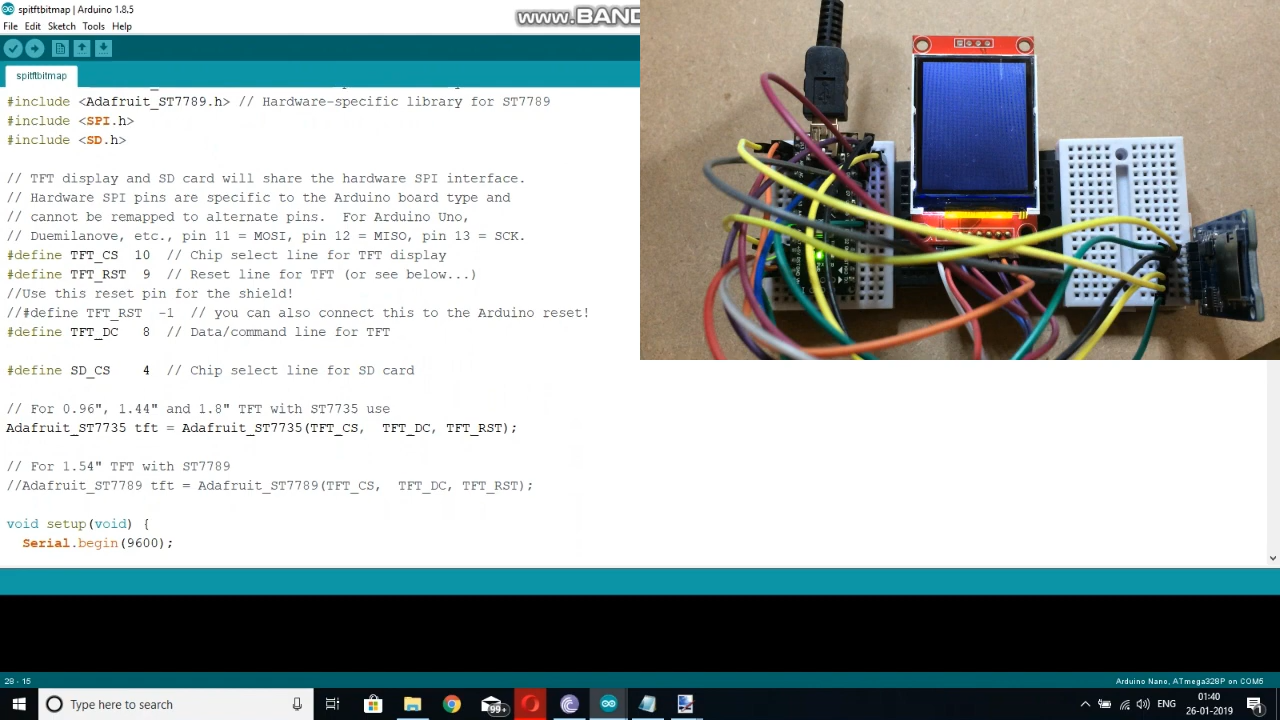 spitftbitmap | Arduino 1.8.5
www.BAND
File Edit Sketch Tools Help
spitftbitmap
#include <Adafruit_ST7789.h> // Hardware-specific library for ST7789
#include <SPI.h>
#include <SD.h>
// TFT display and SD card will share the hardware SPI interface.
// Hardware SPI pins are specific to the Arduino board type and
// cannot be remapped to alternate pins.  For Arduino Uno,
// Duemilanove, etc., pin 11 = MOSI, pin 12 = MISO, pin 13 = SCK.
#define TFT_CS  10  // Chip select line for TFT display
#define TFT_RST  9  // Reset line for TFT (or see below...)
//Use this reset pin for the shield!
//#define TFT_RST  -1  // you can also connect this to the Arduino reset!
#define TFT_DC   8  // Data/command line for TFT
#define SD_CS    4  // Chip select line for SD card
// For 0.96", 1.44" and 1.8" TFT with ST7735 use
Adafruit_ST7735 tft = Adafruit_ST7735(TFT_CS,  TFT_DC, TFT_RST);
// For 1.54" TFT with ST7789
//Adafruit_ST7789 tft = Adafruit_ST7789(TFT_CS,  TFT_DC, TFT_RST);
void setup(void) {
Serial.begin(9600);
28 - 15
Arduino Nano, ATmega328P on COM5
Type here to search
99+
ENG
01:40
26-01-2019
1